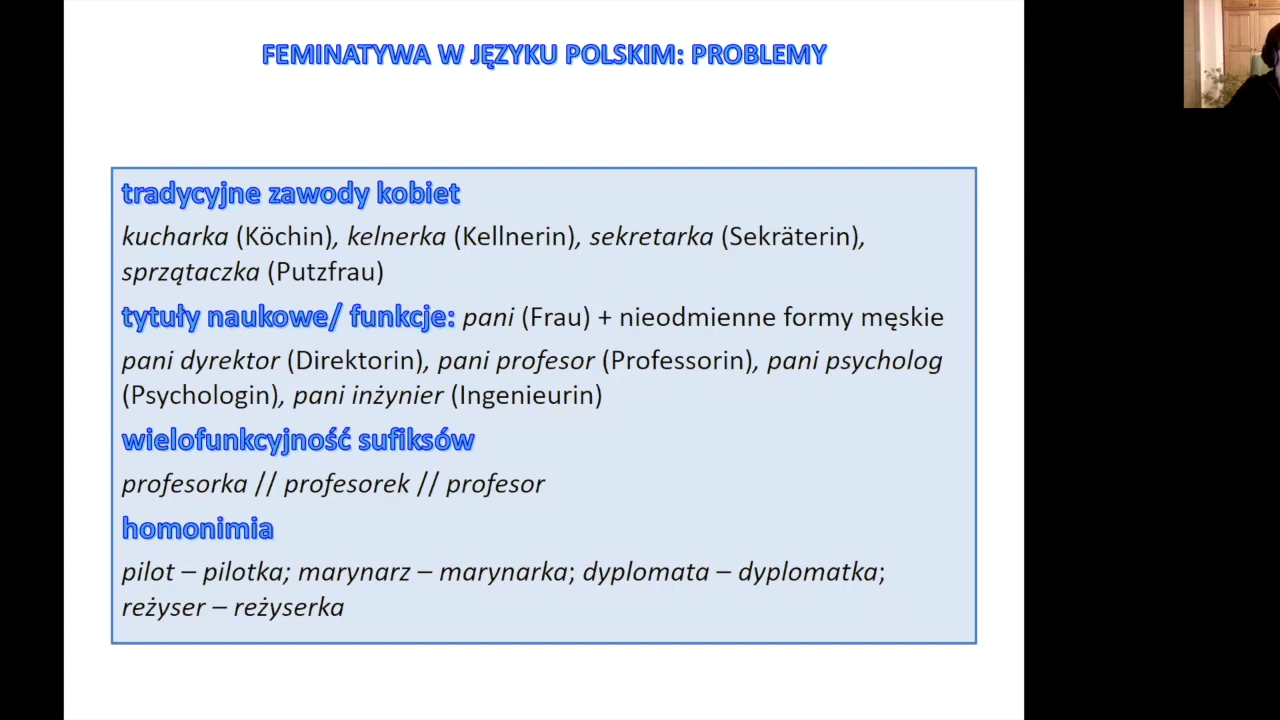 FEMINATYWA W JĘZYKU POLSKIM: PROBLEMY
tradycyjne zawody kobiet
kucharka (Köchin), kelnerka (Kellnerin), sekretarka (Sekräterin),
sprzątaczka (Putzfrau)
tytuły naukowe/ funkcje: pani (Frau) + nieodmienne formy męskie
pani dyrektor (Direktorin), pani profesor (Professorin), pani psycholog
(Psychologin), pani inżynier (Ingenieurin)
wielofunkcyjność sufiksów
profesorka // profesorek // profesor
homonimia
pilot – pilotka; marynarz – marynarka; dyplomata – dyplomatka;
reżyser – reżyserka